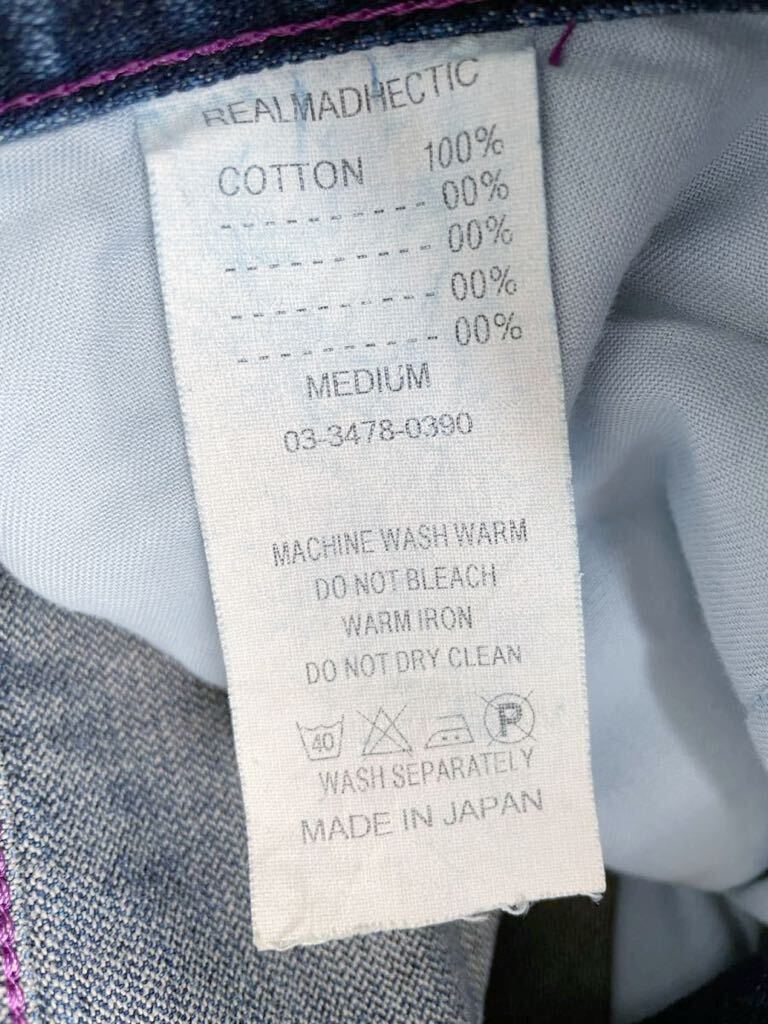 REALMADHECTIC
COTTON 100%
---------- 00%
---------- 00%
---------- 00%
---------- 00%
MEDIUM
03-3478-0390
MACHINE WASH WARM
DO NOT BLEACH
WARM IRON
DO NOT DRY CLEAN
40 P
WASH SEPARATELY
MADE IN JAPAN